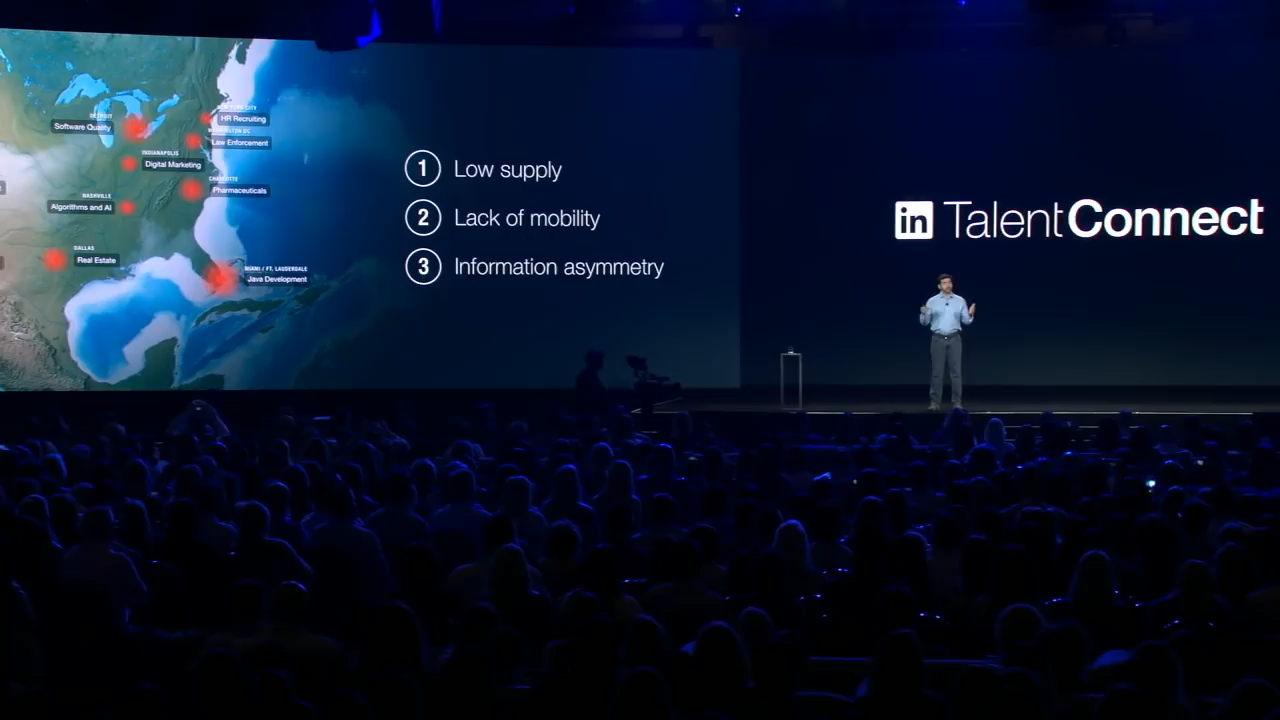 DETROIT
Software Quality
NEW YORK CITY
HR Recruiting
WASHINGTON DC
Law Enforcement
INDIANAPOLIS
Digital Marketing
CHARLOTTE
Pharmaceuticals
NASHVILLE
Algorithms and AI
DALLAS
Real Estate
MIAMI / FT. LAUDERDALE
Java Development
1 Low supply
2 Lack of mobility
3 Information asymmetry
in TalentConnect